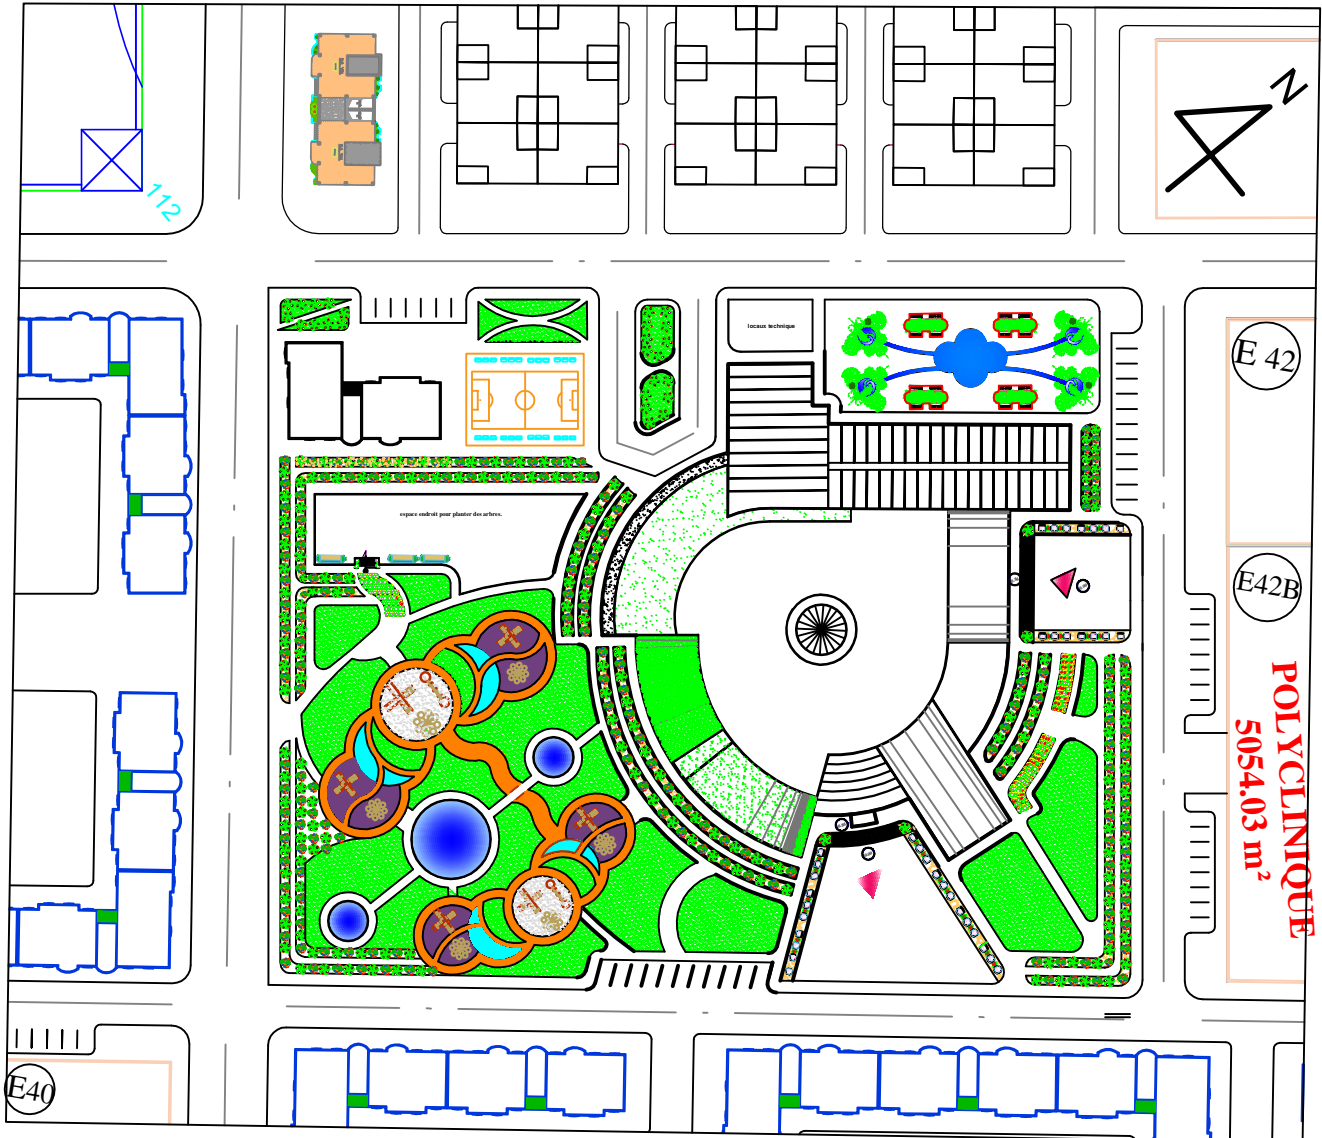 N
112
locaux technique
E 42
espace endroit pour planter des arbres.
E42B
POLYCLINIQUE
5054.03 m²
E40